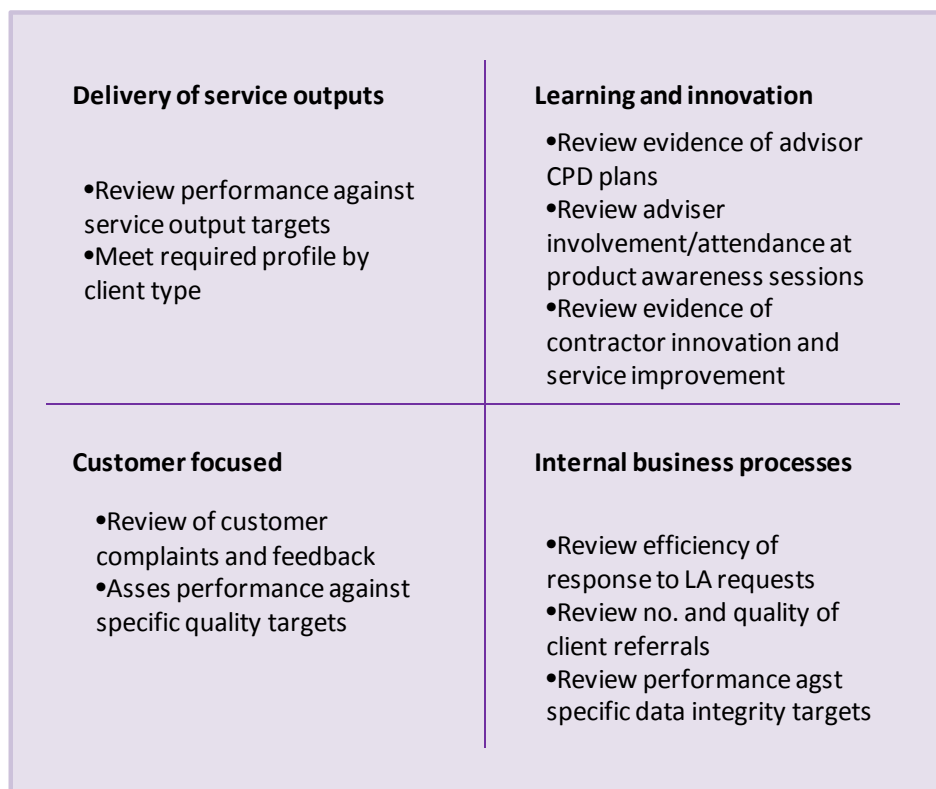 Delivery of service outputs
•Review performance against
service output targets
•Meet required profile by
client type
Learning and innovation
•Review evidence of advisor
CPD plans
•Review adviser
involvement/attendance at
product awareness sessions
•Review evidence of
contractor innovation and
service improvement
Customer focused
•Review of customer
complaints and feedback
•Asses performance against
specific quality targets
Internal business processes
•Review efficiency of
response to LA requests
•Review no. and quality of
client referrals
•Review performance agst
specific data integrity targets